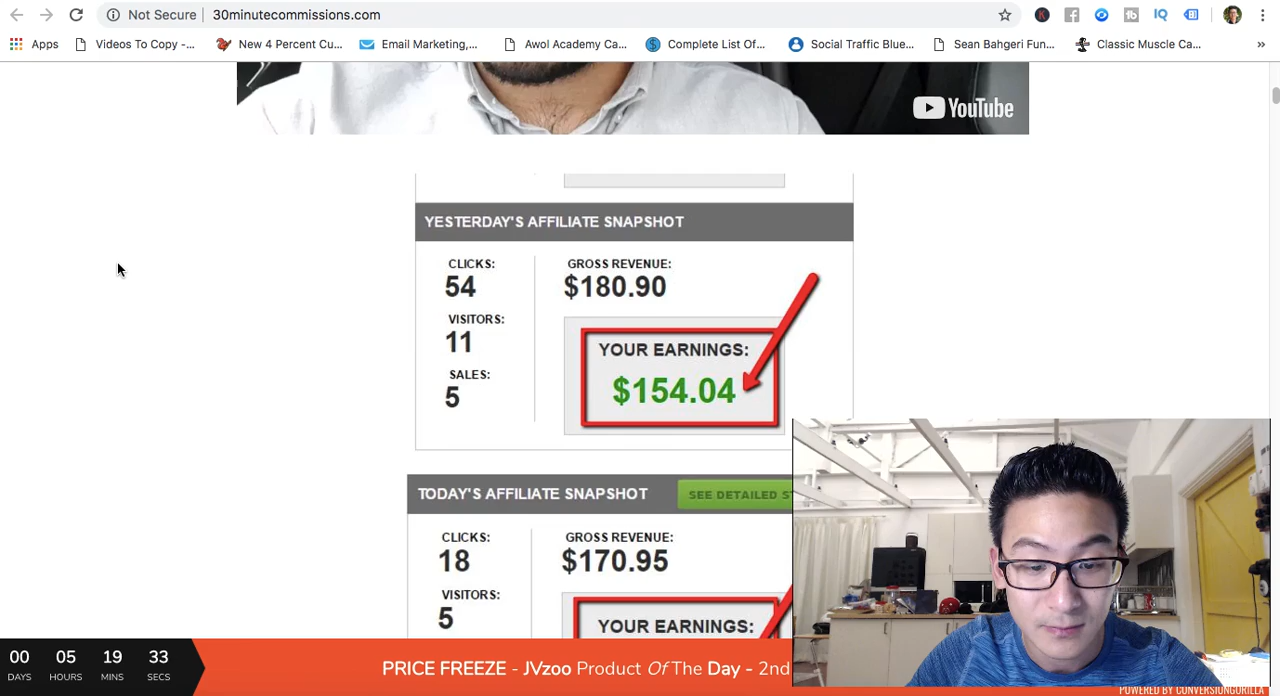 Not Secure 30minutecommissions.com
Apps Videos To Copy -... New 4 Percent Cu... Email Marketing,... Awol Academy Ca... Complete List Of... Social Traffic Blue... Sean Bahgeri Fun... Classic Muscle Ca... »
YouTube
YESTERDAY'S AFFILIATE SNAPSHOT
CLICKS: GROSS REVENUE:
54 $180.90
VISITORS:
11 YOUR EARNINGS:
SALES: $154.04
5
TODAY'S AFFILIATE SNAPSHOT SEE DETAILED
CLICKS: GROSS REVENUE:
18 $170.95
VISITORS:
5 YOUR EARNINGS:
00 05 19 33
DAYS HOURS MINS SECS
PRICE FREEZE - JVzoo Product Of The Day - 2nd
POWERED BY CONVERSIONGORILLA